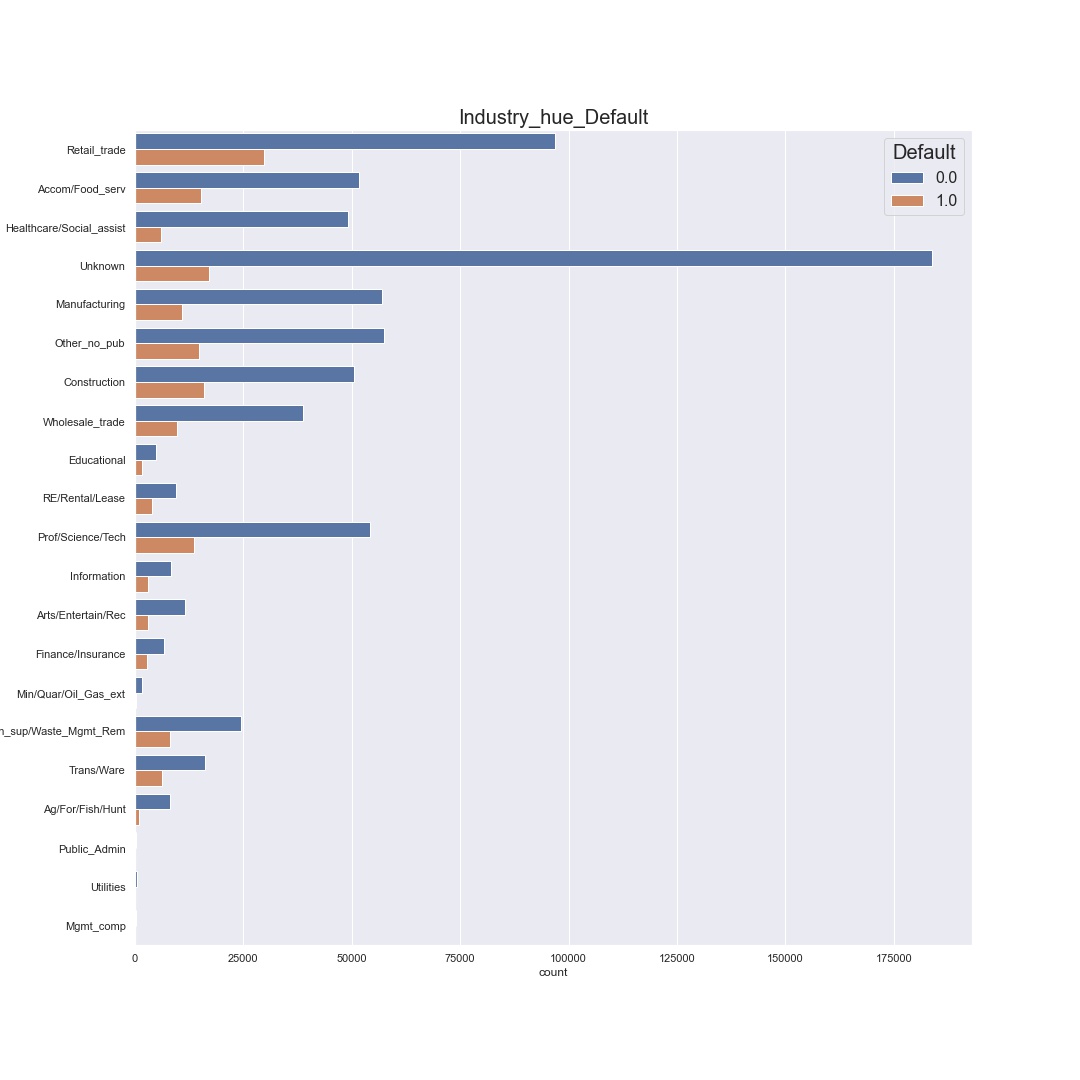 Industry_hue_Default
Default
0.0
1.0
Retail_trade
Accom/Food_serv
Healthcare/Social_assist
Unknown
Manufacturing
Other_no_pub
Construction
Wholesale_trade
Educational
RE/Rental/Lease
Prof/Science/Tech
Information
Arts/Entertain/Rec
Finance/Insurance
Min/Quar/Oil_Gas_ext
_sup/Waste_Mgmt_Rem
Trans/Ware
Ag/For/Fish/Hunt
Public_Admin
Utilities
Mgmt_comp
0 25000 50000 75000 100000 125000 150000 175000
count